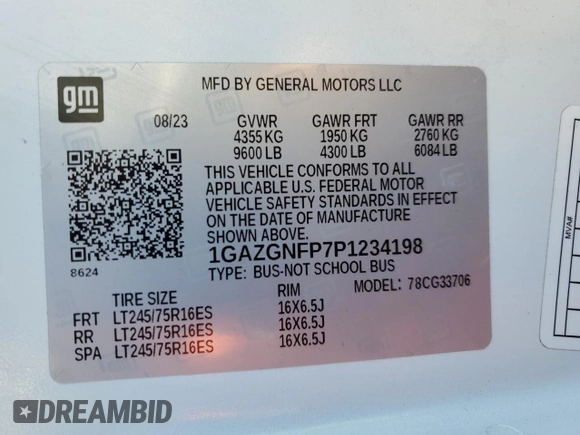 gm
MFD BY GENERAL MOTORS LLC
08/23 GVWR GAWR FRT GAWR RR
4355 KG 1950 KG 2760 KG
9600 LB 4300 LB 6084 LB
THIS VEHICLE CONFORMS TO ALL
APPLICABLE U.S. FEDERAL MOTOR
VEHICLE SAFETY STANDARDS IN EFFECT
ON THE DATE OF MANUFACTURE
SHOWN ABOVE.
8624
1GAZGNFP7P1234198
TYPE: BUS-NOT SCHOOL BUS
MODEL: 78CG33706
TIRE SIZE RIM
FRT LT245/75R16ES 16X6.5J
RR LT245/75R16ES 16X6.5J
SPA LT245/75R16ES 16X6.5J
MVA#
DREAMBID